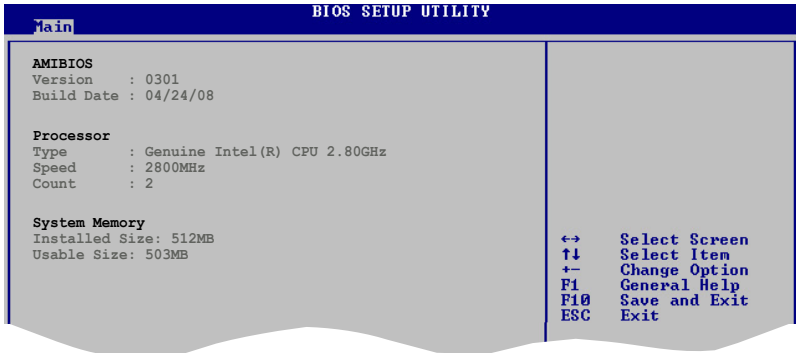 BIOS SETUP UTILITY
Main
AMIBIOS
Version : 0301
Build Date : 04/24/08
Processor
Type : Genuine Intel(R) CPU 2.80GHz
Speed : 2800MHz
Count : 2
System Memory
Installed Size: 512MB
Usable Size: 503MB
←→ Select Screen
↑↓ Select Item
+- Change Option
F1 General Help
F10 Save and Exit
ESC Exit